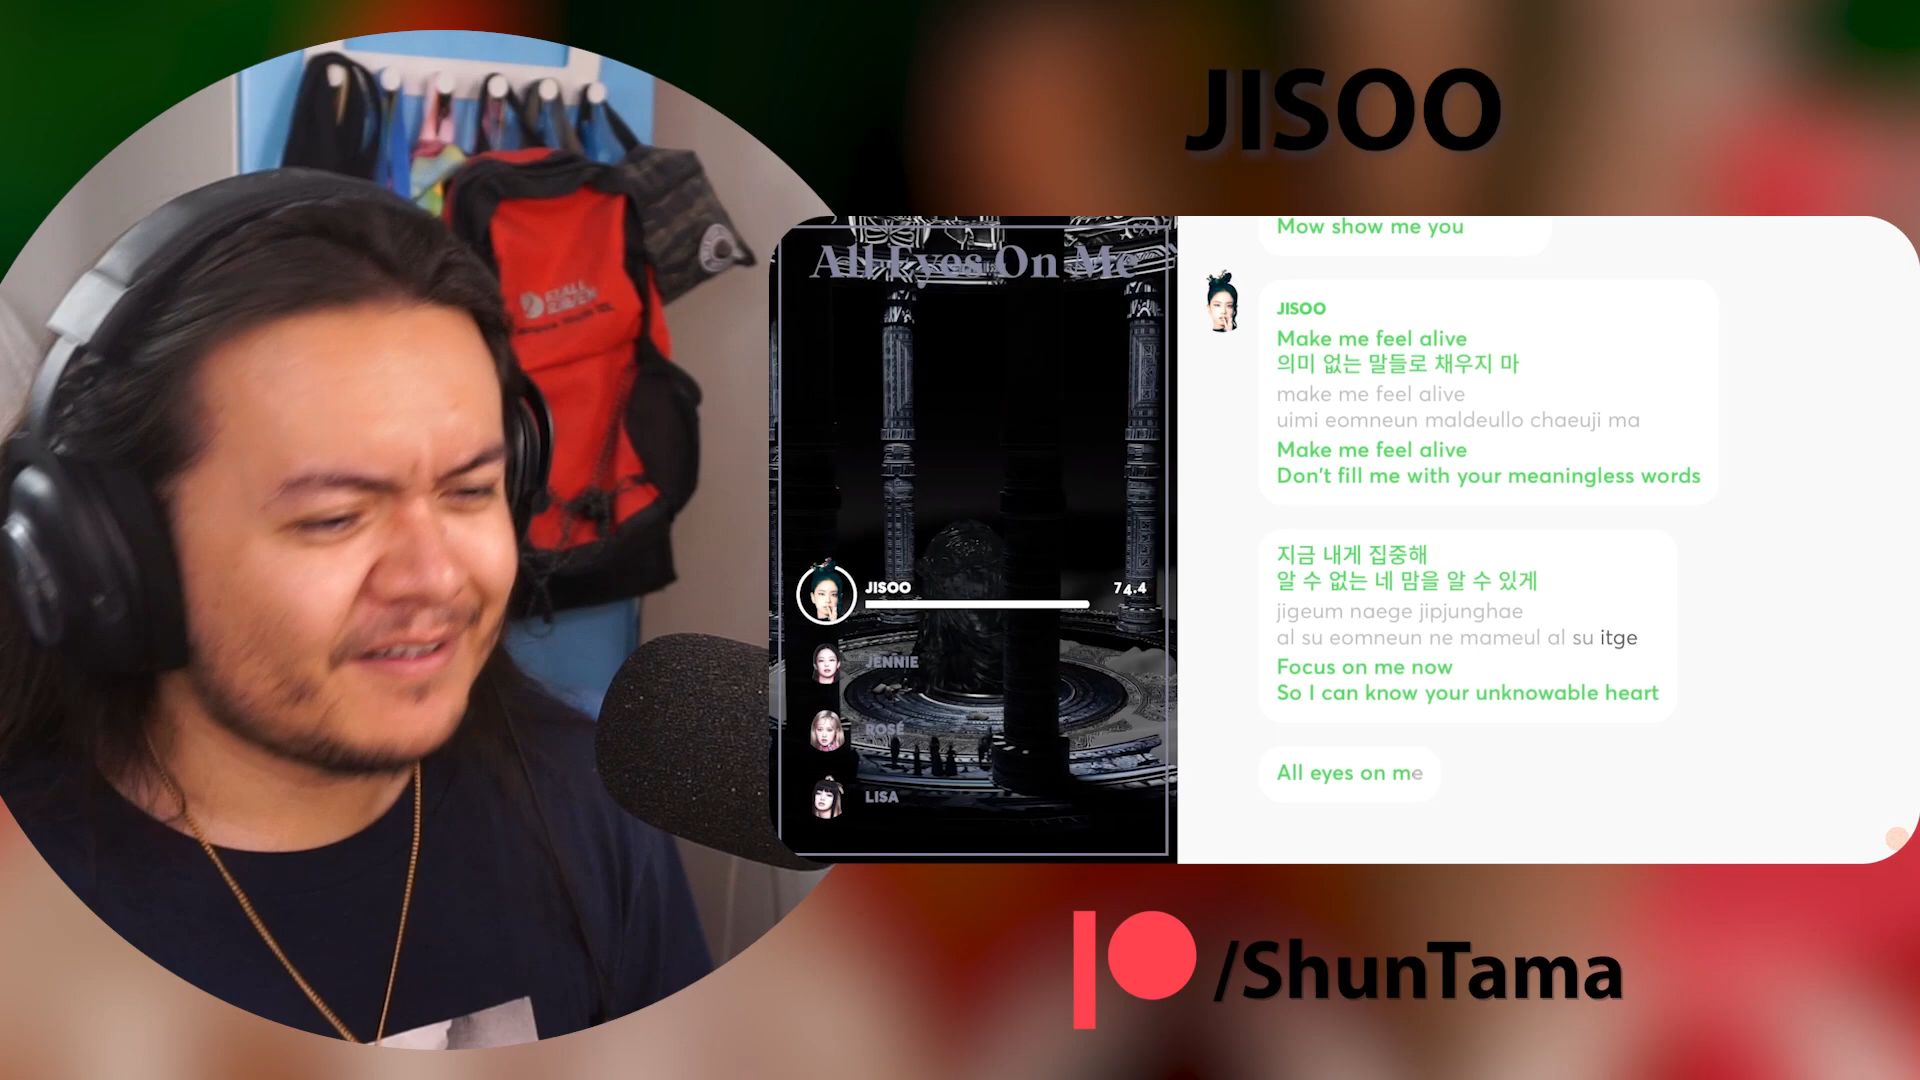 JISOO
All Eyes On Me
JISOO
74.4
JENNIE
ROSÉ
LISA
Mow show me you
JISOO
Make me feel alive
의미 없는 말들로 채우지 마
make me feel alive
uimi eomneun maldeullo chaeuji ma
Make me feel alive
Don't fill me with your meaningless words
지금 내게 집중해
알 수 없는 네 맘을 알 수 있게
jigeum naege jipjunghae
al su eomneun ne mameul al su itge
Focus on me now
So I can know your unknowable heart
All eyes on me
/ShunTama